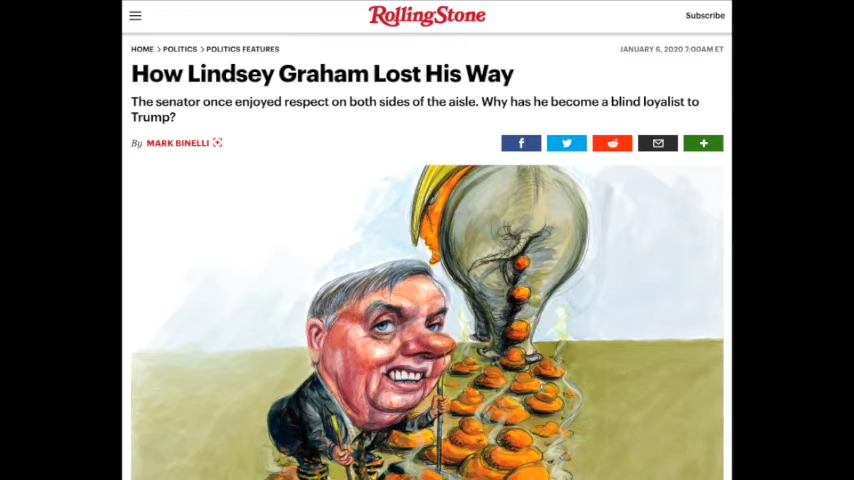 RollingStone
Subscribe
HOME > POLITICS > POLITICS FEATURES
JANUARY 6, 2020 7:00AM ET
How Lindsey Graham Lost His Way
The senator once enjoyed respect on both sides of the aisle. Why has he become a blind loyalist to
Trump?
By MARK BINELLI